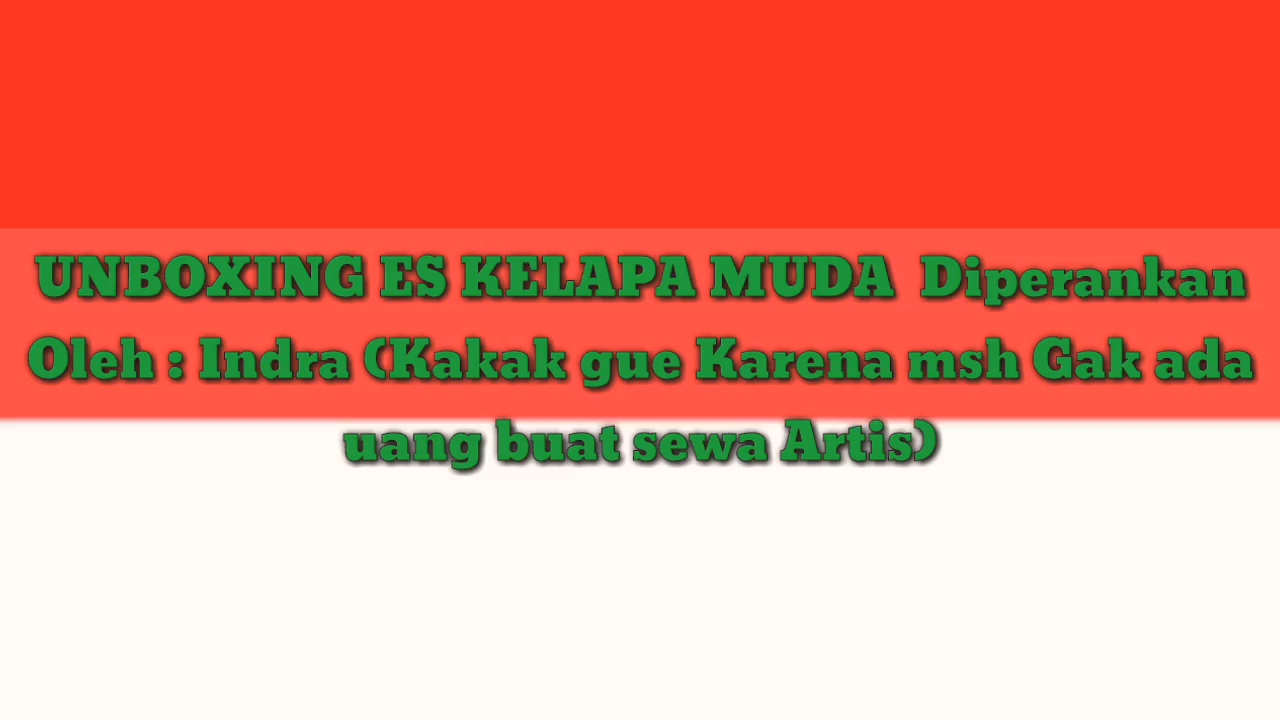 UNBOXING ES KELAPA MUDA Diperankan
Oleh : Indra (Kakak gue Karena msh Gak ada
uang buat sewa Artis)